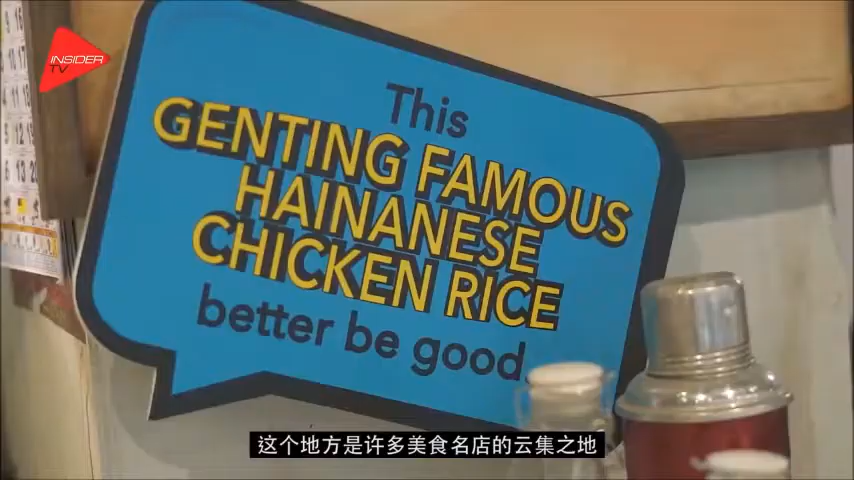 INSIDER
TV
This
GENTING FAMOUS
HAINANESE
CHICKEN RICE
better be good
这个地方是许多美食名店的云集之地